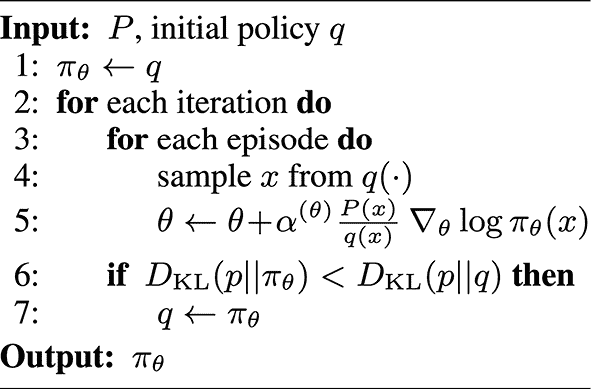 Input: P, initial policy q
1: π_θ ← q
2: for each iteration do
3: for each episode do
4: sample x from q(·)
5: θ ← θ+α^(θ) P(x)/q(x) ∇_θ log π_θ(x)
6: if D_KL(p||π_θ) < D_KL(p||q) then
7: q ← π_θ
Output: π_θ